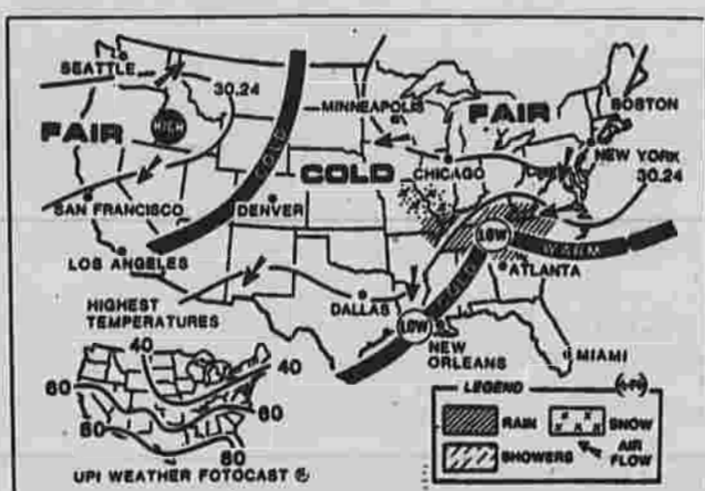 SEATTLE
30.24
MINNEAPOLIS
FAIR
BOSTON
HIGH
FAIR
COLD
COLD
CHICAGO
NEW YORK
30.24
SAN FRANCISCO
DENVER
LOW
LOS ANGELES
ATLANTA
HIGHEST
TEMPERATURES
DALLAS
COLD
LOW
NEW
ORLEANS
MIAMI
40
40
60
60
60
60
LEGEND
RAIN
SNOW
SHOWERS
AIR
FLOW
UPI WEATHER FOTOCAST ®